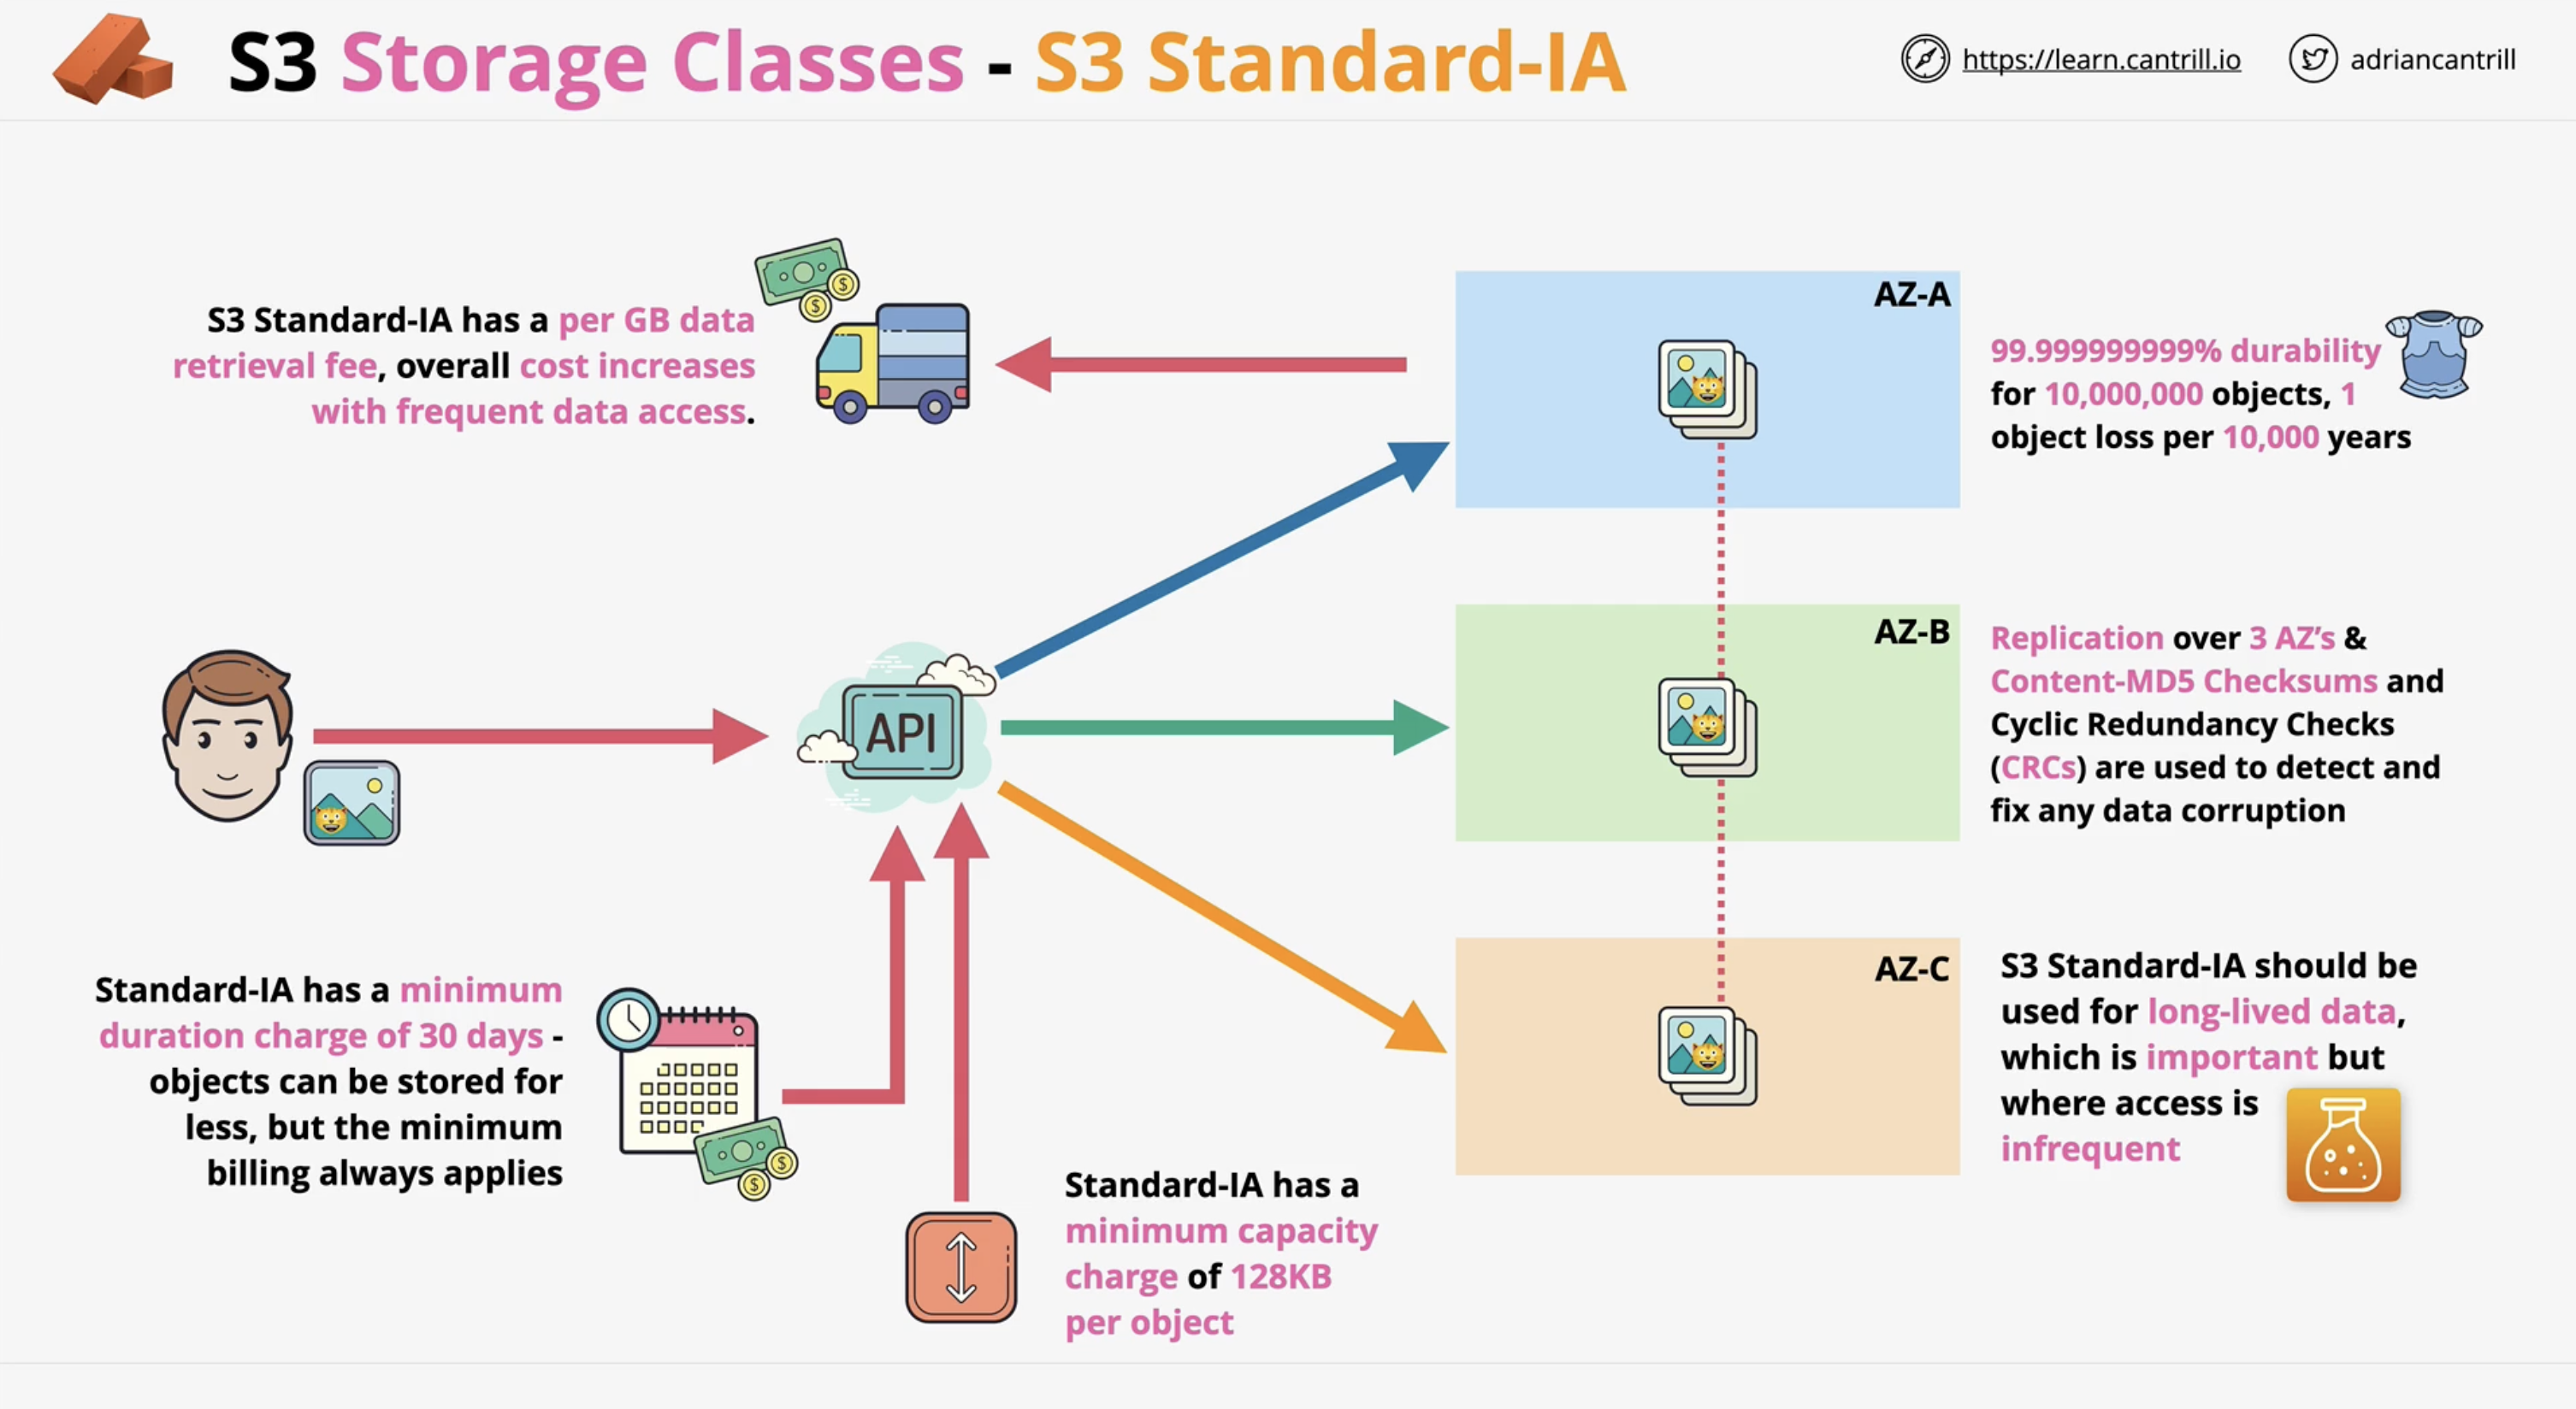 S3 Storage Classes - S3 Standard-IA
https://learn.cantrill.io
adriancantrill
S3 Standard-IA has a per GB data
retrieval fee, overall cost increases
with frequent data access.
AZ-A
99.999999999% durability
for 10,000,000 objects, 1
object loss per 10,000 years
API
AZ-B
Replication over 3 AZ's &
Content-MD5 Checksums and
Cyclic Redundancy Checks
(CRCs) are used to detect and
fix any data corruption
Standard-IA has a minimum
duration charge of 30 days -
objects can be stored for
less, but the minimum
billing always applies
Standard-IA has a
minimum capacity
charge of 128KB
per object
AZ-C
S3 Standard-IA should be
used for long-lived data,
which is important but
where access is
infrequent